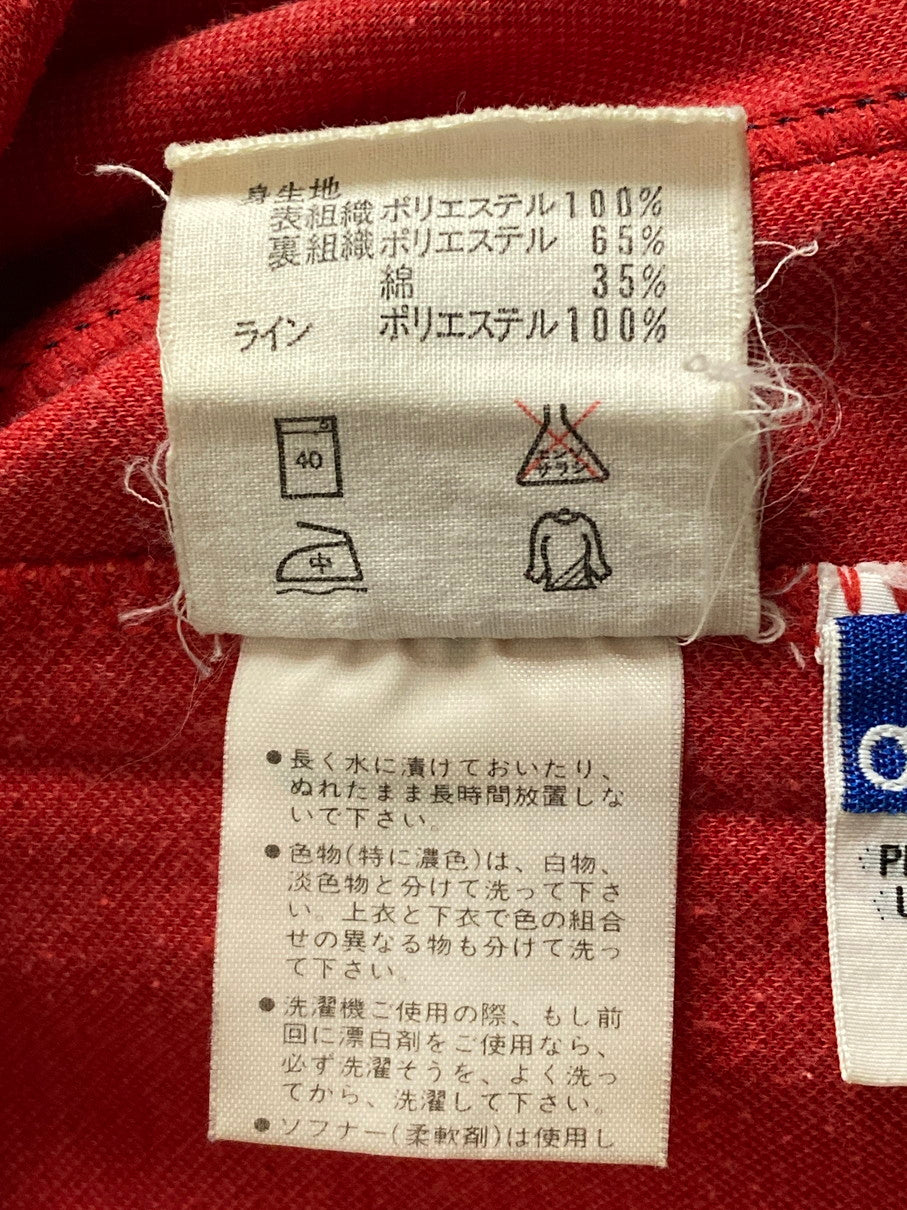 身生地
表組織 ポリエステル 100%
裏組織 ポリエステル 65%
綿 35%
ライン ポリエステル 100%
40
エンソ
サラシ
中
●長く水に漬けておいたり、
ぬれたまま長時間放置しな
いで下さい。
●色物(特に濃色)は、白物、
淡色物と分けて洗って下さ
い。上衣と下衣で色の組合
せの異なる物も分けて洗っ
て下さい。
●洗濯機ご使用の際、もし前
回に漂白剤をご使用なら、
必ず洗濯そうを、よく洗っ
てから、洗濯して下さい。
●ソフナー(柔軟剤)は使用し